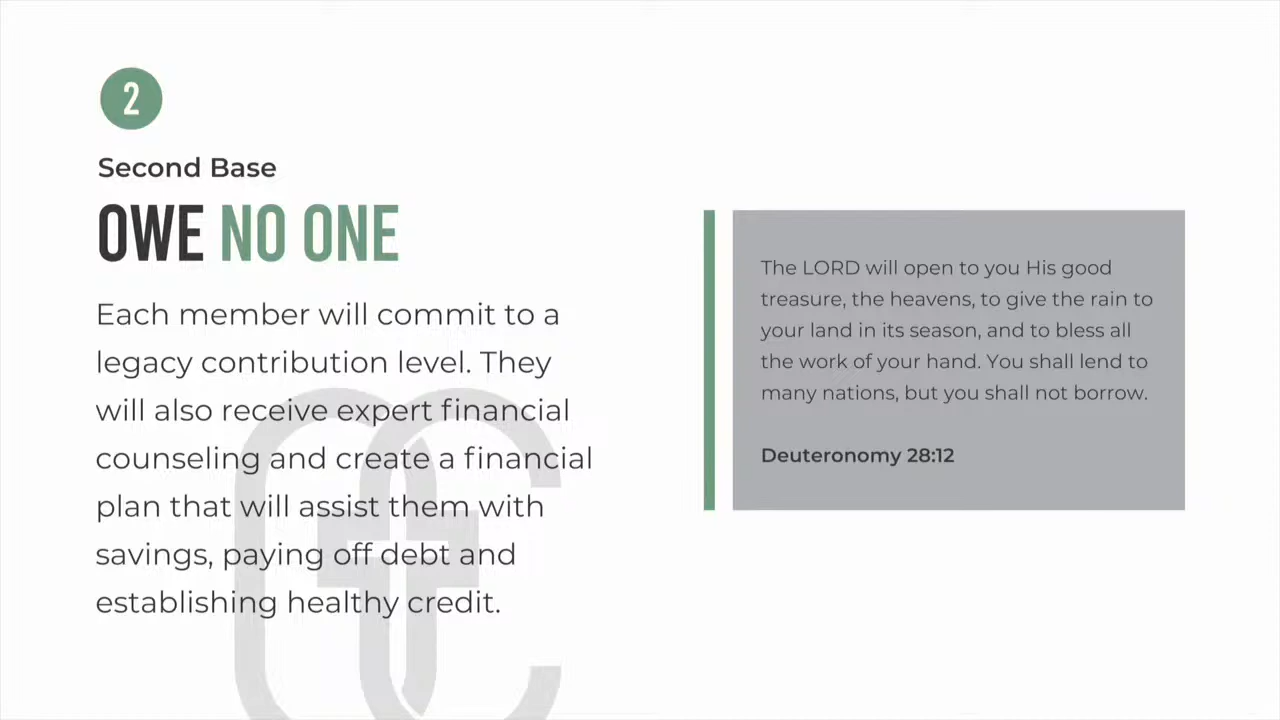 2
Second Base
OWE NO ONE
Each member will commit to a
legacy contribution level. They
will also receive expert financial
counseling and create a financial
plan that will assist them with
savings, paying off debt and
establishing healthy credit.
The LORD will open to you His good
treasure, the heavens, to give the rain to
your land in its season, and to bless all
the work of your hand. You shall lend to
many nations, but you shall not borrow.
Deuteronomy 28:12